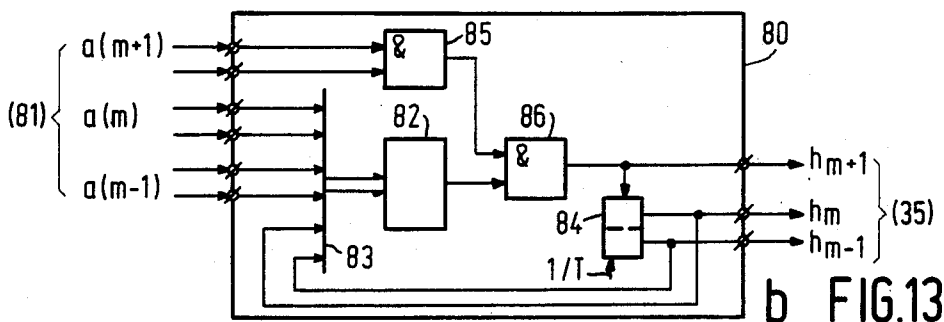 80
a(m+1)
&
85
(81)
a(m)
82
86
&
h_{m+1}
a(m-1)
84
h_m
(35)
83
1/T
h_{m-1}
b FIG.13